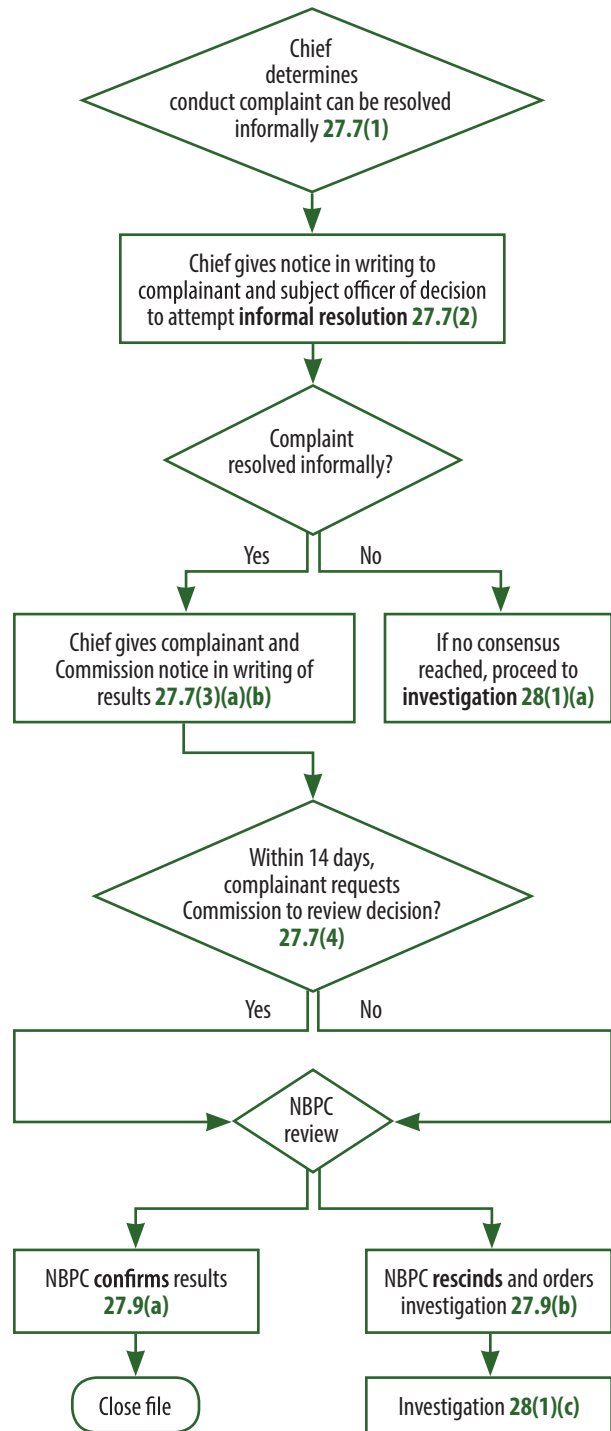 Chief
determines
conduct complaint can be resolved
informally 27.7(1)
Chief gives notice in writing to
complainant and subject officer of decision
to attempt informal resolution 27.7(2)
Complaint
resolved informally?
Yes
No
Chief gives complainant and
Commission notice in writing of
results 27.7(3)(a)(b)
If no consensus
reached, proceed to
investigation 28(1)(a)
Within 14 days,
complainant requests
Commission to review decision?
27.7(4)
Yes
No
NBPC
review
NBPC confirms results
27.9(a)
NBPC rescinds and orders
investigation 27.9(b)
Close file
Investigation 28(1)(c)